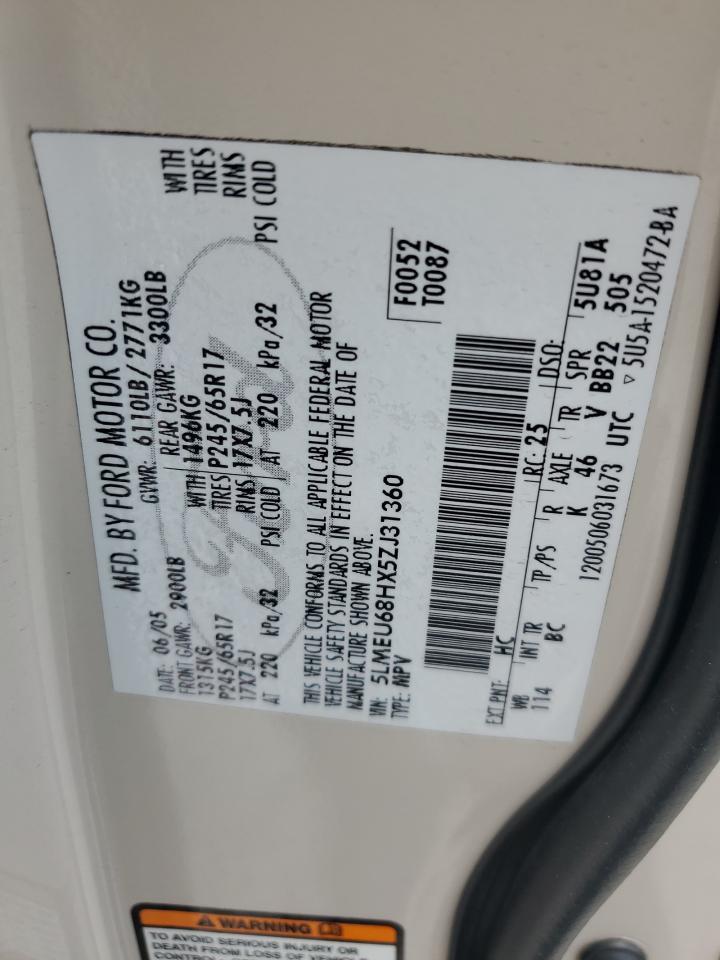 MFD. BY FORD MOTOR CO.
DATE: 06/05 GVWR: 6110LB / 2771KG
FRONT GAWR: 2900LB REAR GAWR: 3300LB
1315KG WITH 1496KG WITH
P245/65R17 TIRES P245/65R17 TIRES
17X7.5J RIMS 17X7.5J RIMS
AT 220 kPa/32 PSI COLD AT 220 kPa/32 PSI COLD
THIS VEHICLE CONFORMS TO ALL APPLICABLE FEDERAL MOTOR
VEHICLE SAFETY STANDARDS IN EFFECT ON THE DATE OF
MANUFACTURE SHOWN ABOVE.
VIN: 5LMEU68HX5ZJ31360
TYPE: MPV
F0052
T0087
EXT PNT: HC RC: 25 DSO:
WB INT TR TP/PS R AXLE TR SPR 5U81A
114 BC K 46 V BB22 505
1200506031673 UTC ▽ 5U5A-1520472-BA
Ford
⚠ WARNING
TO AVOID SERIOUS INJURY OR
DEATH FROM LOSS OF VEHICLE